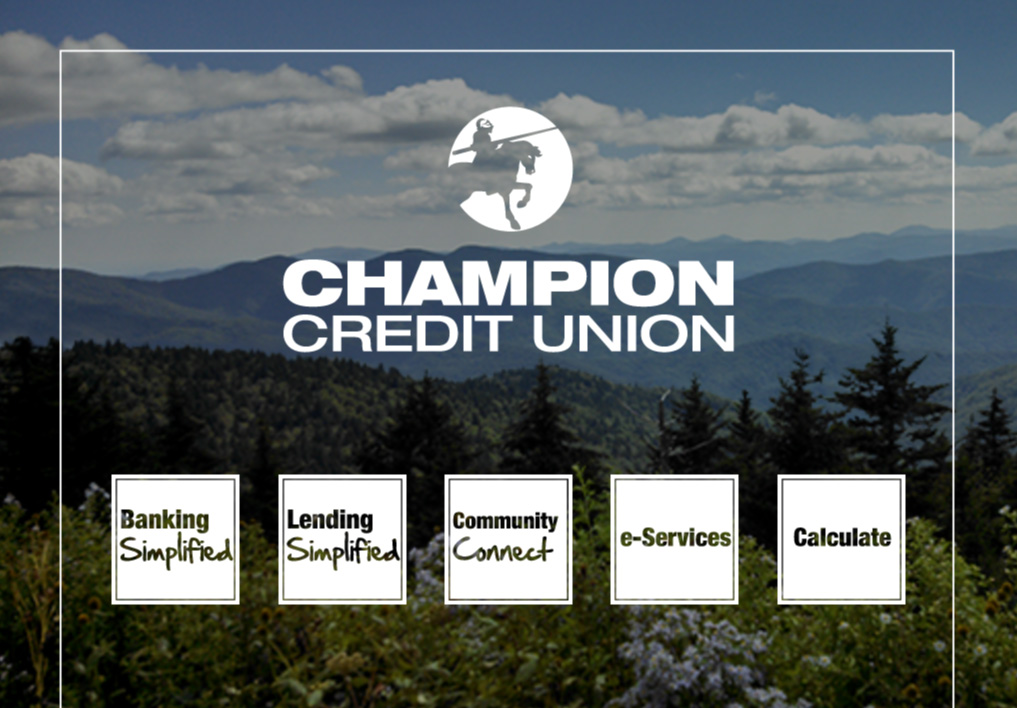 CHAMPION
CREDIT UNION
Banking
Simplified
Lending
Simplified
Community
Connect
e-Services
Calculate